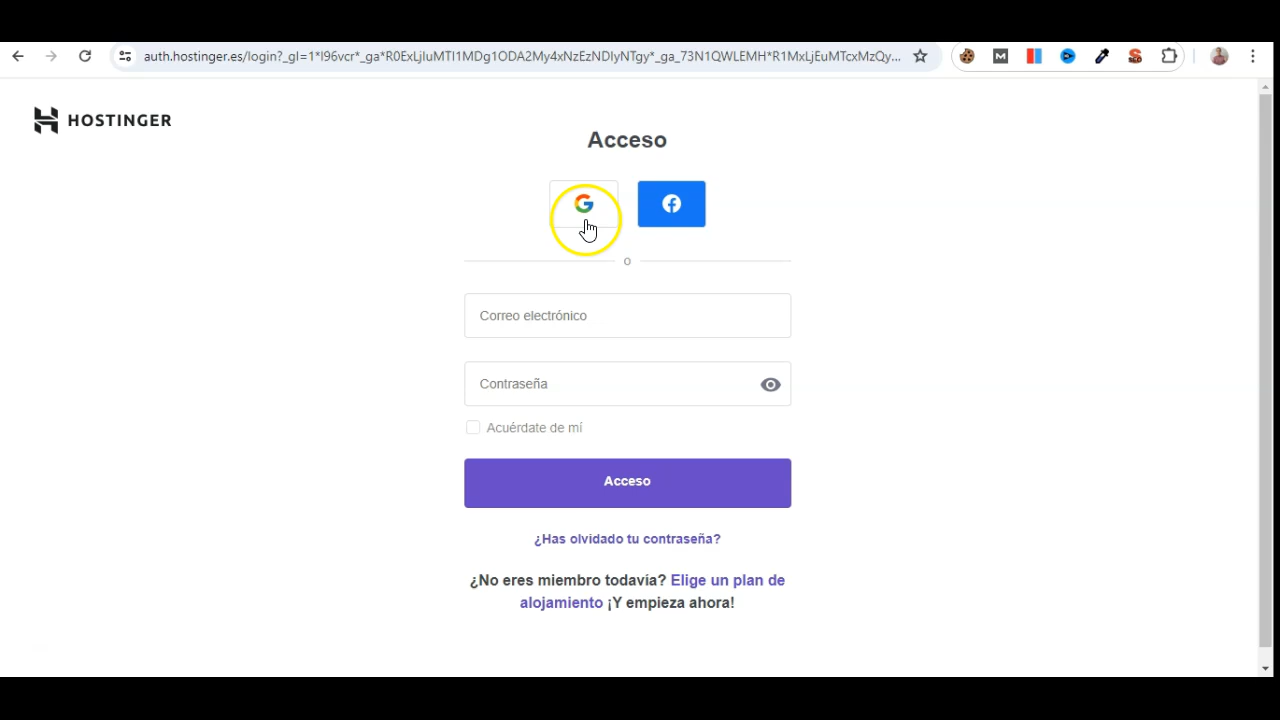 auth.hostinger.es/login?_gl=1*l96vcr*_ga*R0ExLjIuMTI1MDg1ODA2My4xNzEzNDIyNTgy*_ga_73N1QWLEMH*R1MxLjEuMTcxMzQy...
HOSTINGER
Acceso
o
Correo electrónico
Contraseña
Acuérdate de mí
Acceso
¿Has olvidado tu contraseña?
¿No eres miembro todavía? Elige un plan de
alojamiento ¡Y empieza ahora!